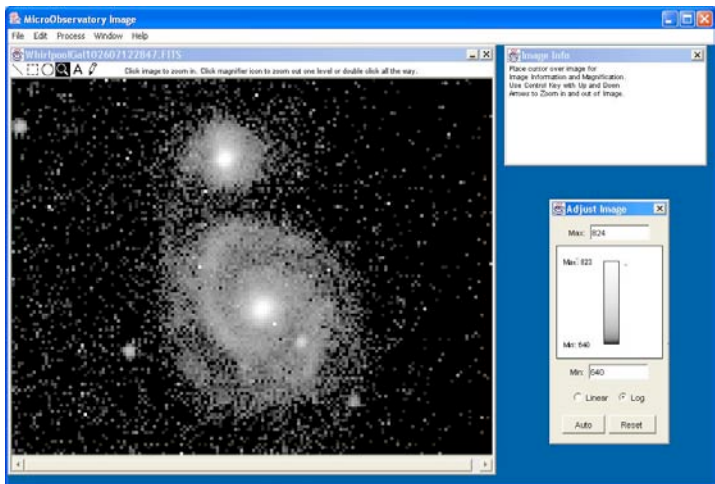 MicroObservatory Image
File Edit Process Window Help
WhirlpoolGal102607122847.FITS
A Click image to zoom in. Click magnifier icon to zoom out one level or double click all the way.
Image Info
Place cursor over image for
Image Information and Magnification.
Use Control Key with Up and Down
Arrows to Zoom in and out of Image.
Adjust Image
Max: 824
Max: 823
Min: 640
Min: 640
Linear Log
Auto Reset